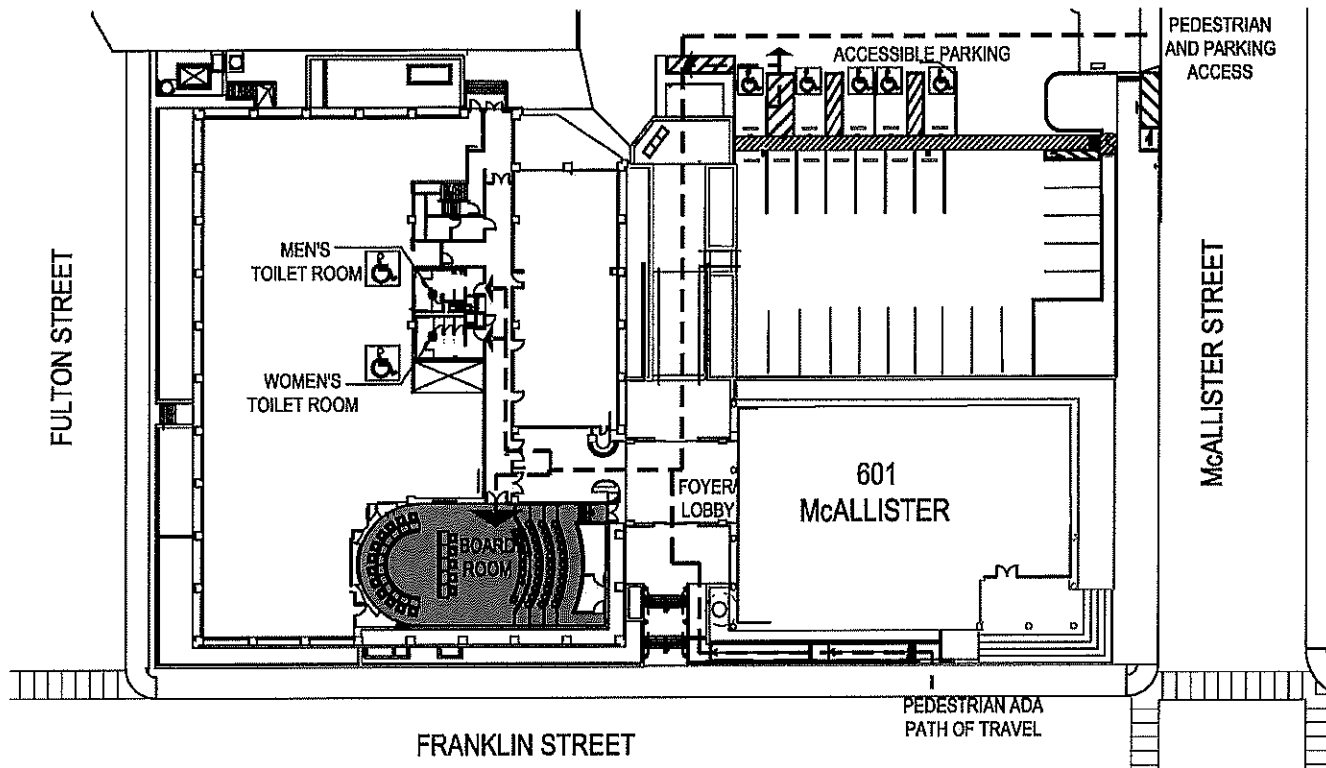 PEDESTRIAN
AND PARKING
ACCESS
ACCESSIBLE PARKING
MEN'S
TOILET ROOM
WOMEN'S
TOILET ROOM
FULTON STREET
McALLISTER STREET
FOYER/
LOBBY
601
McALLISTER
BOARD
ROOM
PEDESTRIAN ADA
PATH OF TRAVEL
FRANKLIN STREET